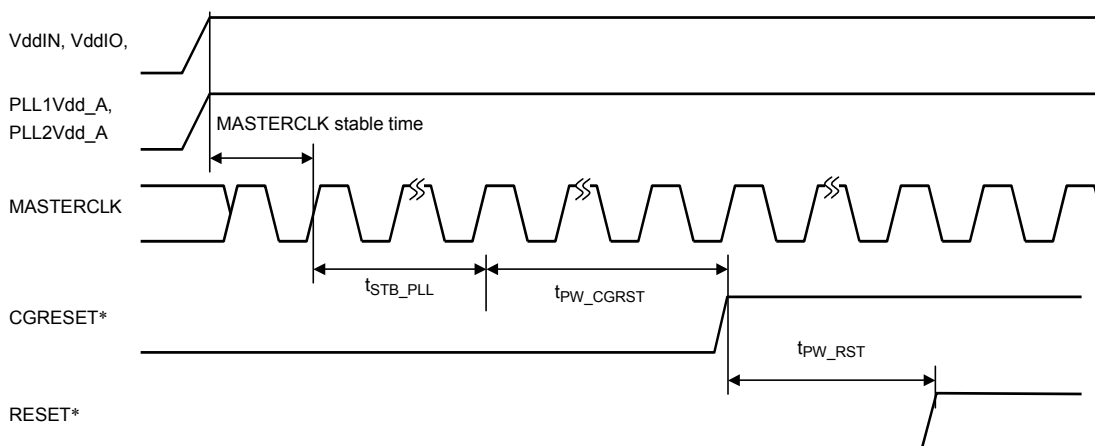 VddIN, VddIO,
PLL1Vdd_A,
PLL2Vdd_A
MASTERCLK stable time
MASTERCLK
tSTB_PLL
tPW_CGRST
CGRESET*
tPW_RST
RESET*